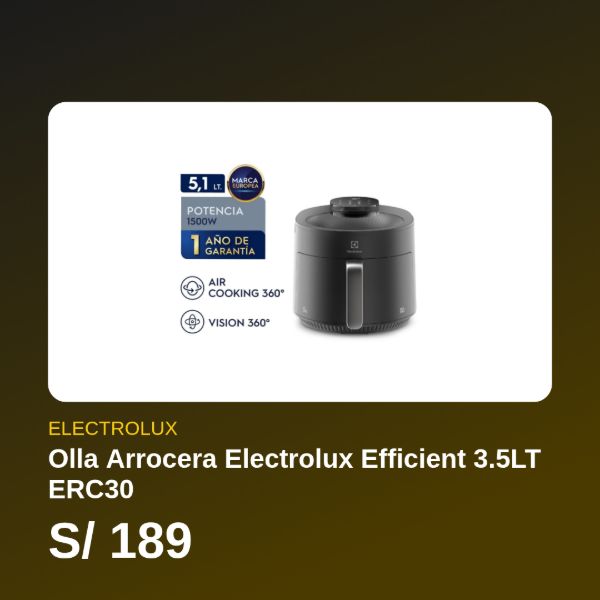 5,1 LT.
MARCA
EUROPEA
POTENCIA
1500W
1 AÑO DE
GARANTÍA
AIR
COOKING 360°
VISION 360°
ELECTROLUX
Olla Arrocera Electrolux Efficient 3.5LT
ERC30
S/ 189